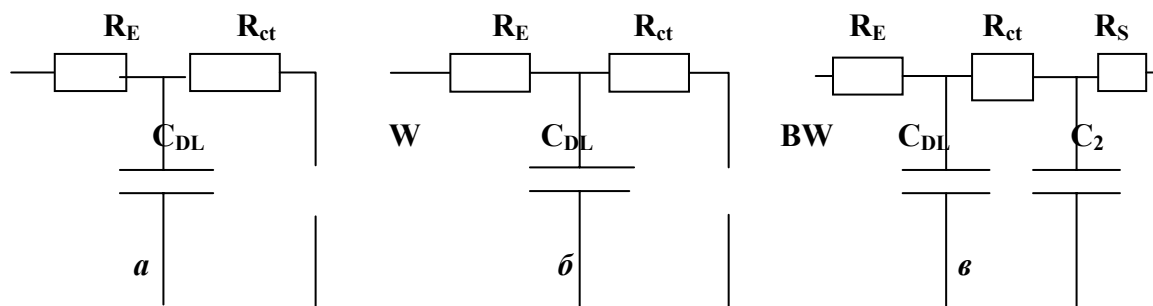 R_E R_ct R_E R_ct R_E R_ct R_S
C_DL W C_DL BW C_DL C_2
а б в